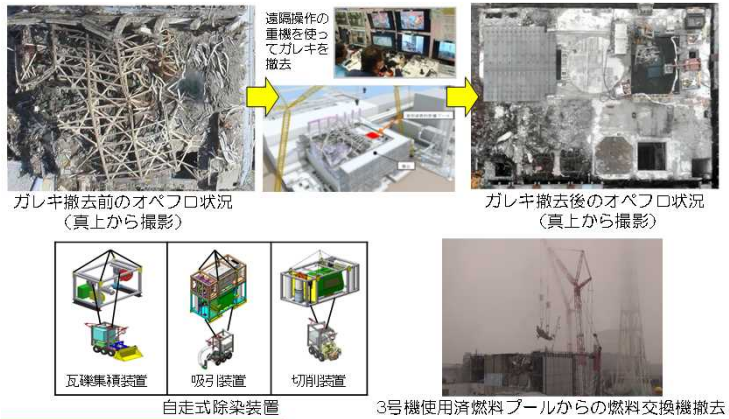 遠隔操作の
重機を使っ
てガレキを
撤去
ガレキ撤去前のオペフロ状況
（真上から撮影）
ガレキ撤去後のオペフロ状況
（真上から撮影）
瓦礫集積装置
吸引装置
切削装置
自走式除染装置
3号機使用済燃料プールからの燃料交換機撤去